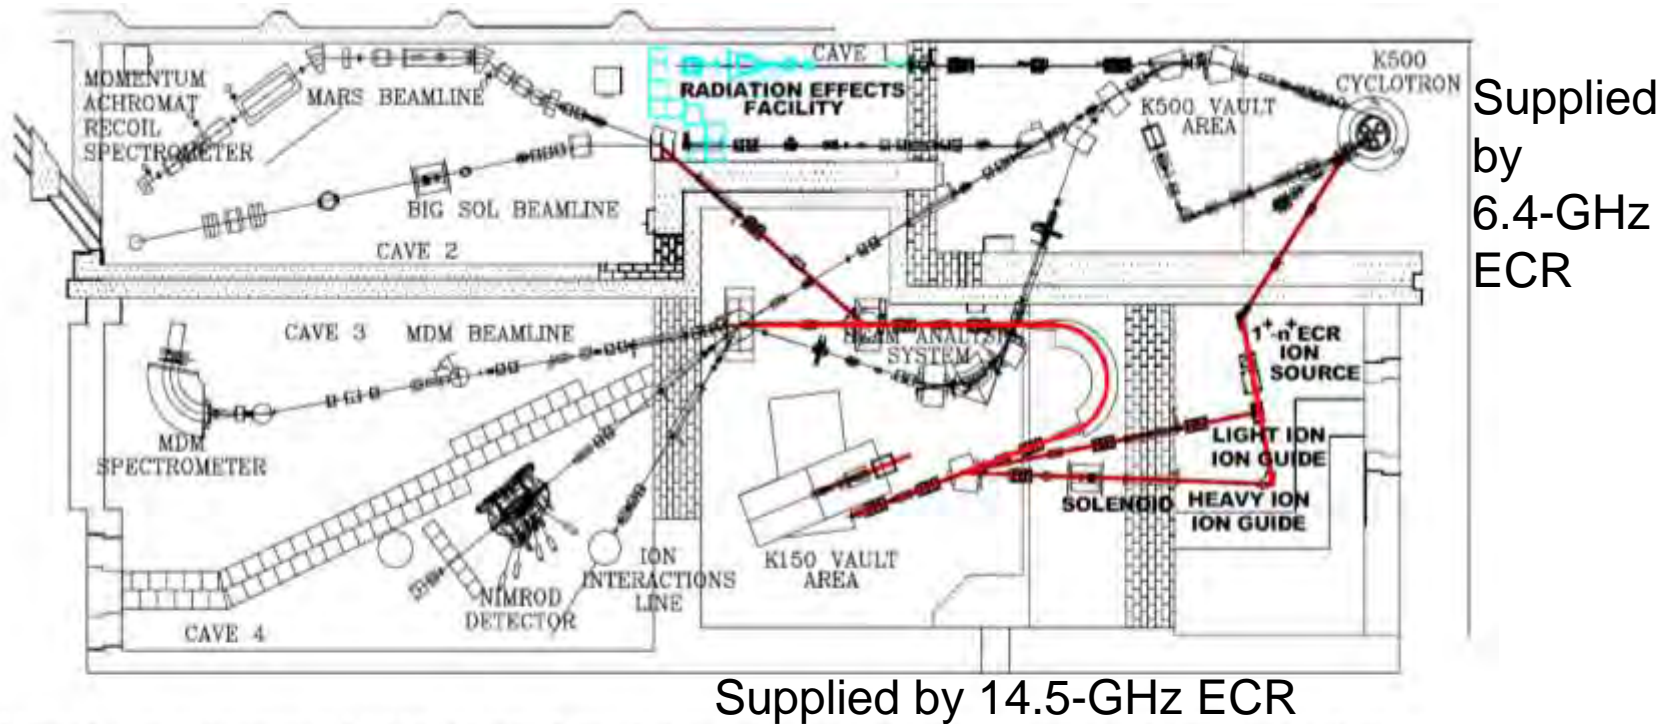 CAVE 1
K500
CYCLOTRON
MOMENTUM
ACHROMAT
RECOIL
SPECTROMETER
MARS BEAMLINE
RADIATION EFFECTS
FACILITY
K500 VAULT
AREA
Supplied
by
6.4-GHz
ECR
BIG SOL BEAMLINE
CAVE 2
CAVE 3
MDM BEAMLINE
BEAM ANALYSIS
SYSTEM
1+-n+ECR
ION
SOURCE
MDM
SPECTROMETER
LIGHT ION
ION GUIDE
SOLENOID
HEAVY ION
ION GUIDE
K150 VAULT
AREA
ION
INTERACTIONS
LINE
NIMROD
DETECTOR
CAVE 4
Supplied by 14.5-GHz ECR